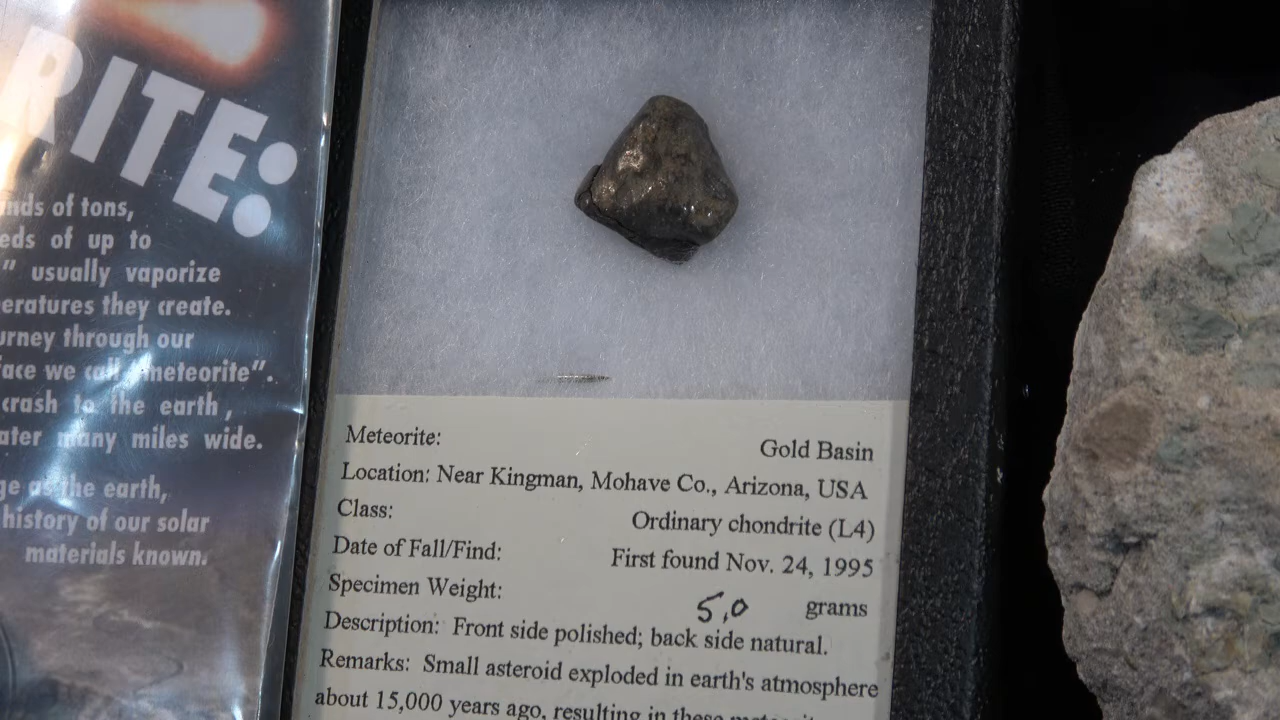 RITE:
nds of tons,
eds of up to
" usually vaporize
eratures they create.
urney through our
face we call "meteorite".
crash to the earth,
ater many miles wide.
ge as the earth,
history of our solar
materials known.
Meteorite: Gold Basin
Location: Near Kingman, Mohave Co., Arizona, USA
Class: Ordinary chondrite (L4)
Date of Fall/Find: First found Nov. 24, 1995
Specimen Weight: 5.0 grams
Description: Front side polished; back side natural.
Remarks: Small asteroid exploded in earth's atmosphere
about 15,000 years ago, resulting in these